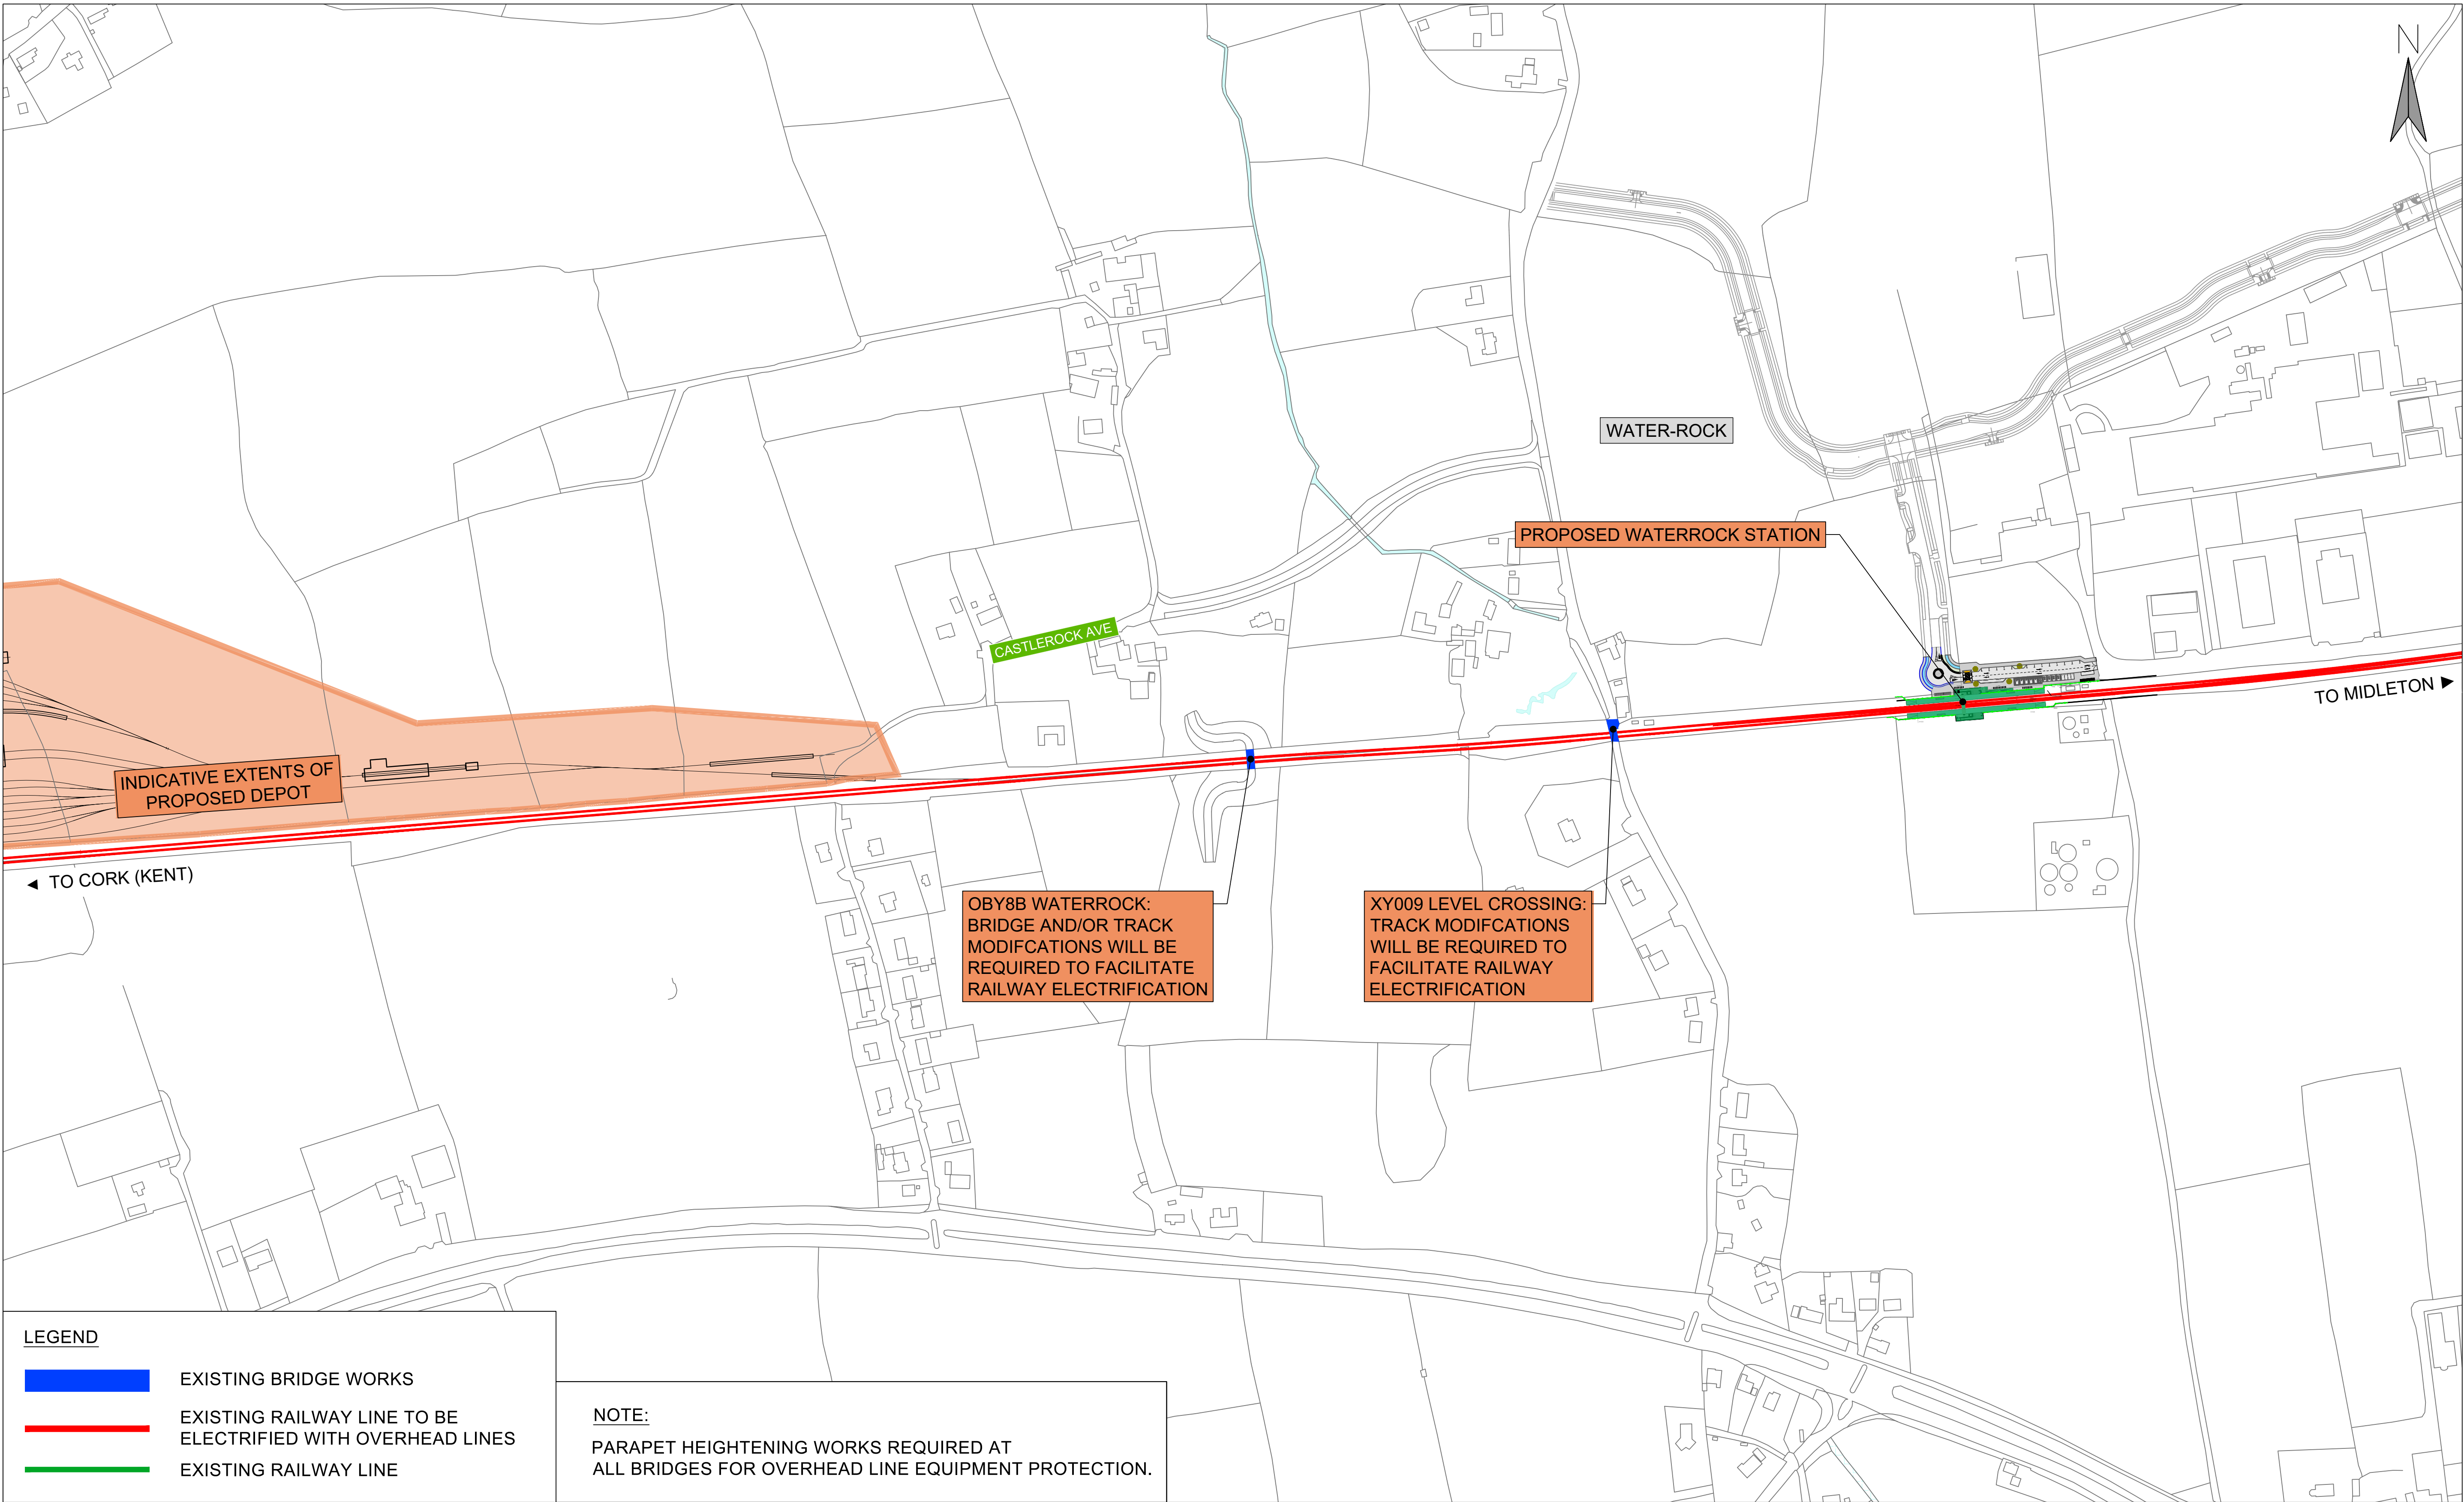 N
WATER-ROCK
PROPOSED WATERROCK STATION
CASTLEROCK AVE
TO MIDLETON ►
INDICATIVE EXTENTS OF
PROPOSED DEPOT
◄ TO CORK (KENT)
OBY8B WATERROCK:
BRIDGE AND/OR TRACK
MODIFCATIONS WILL BE
REQUIRED TO FACILITATE
RAILWAY ELECTRIFICATION
XY009 LEVEL CROSSING:
TRACK MODIFCATIONS
WILL BE REQUIRED TO
FACILITATE RAILWAY
ELECTRIFICATION
LEGEND
EXISTING BRIDGE WORKS
EXISTING RAILWAY LINE TO BE
ELECTRIFIED WITH OVERHEAD LINES
EXISTING RAILWAY LINE
NOTE:
PARAPET HEIGHTENING WORKS REQUIRED AT
ALL BRIDGES FOR OVERHEAD LINE EQUIPMENT PROTECTION.